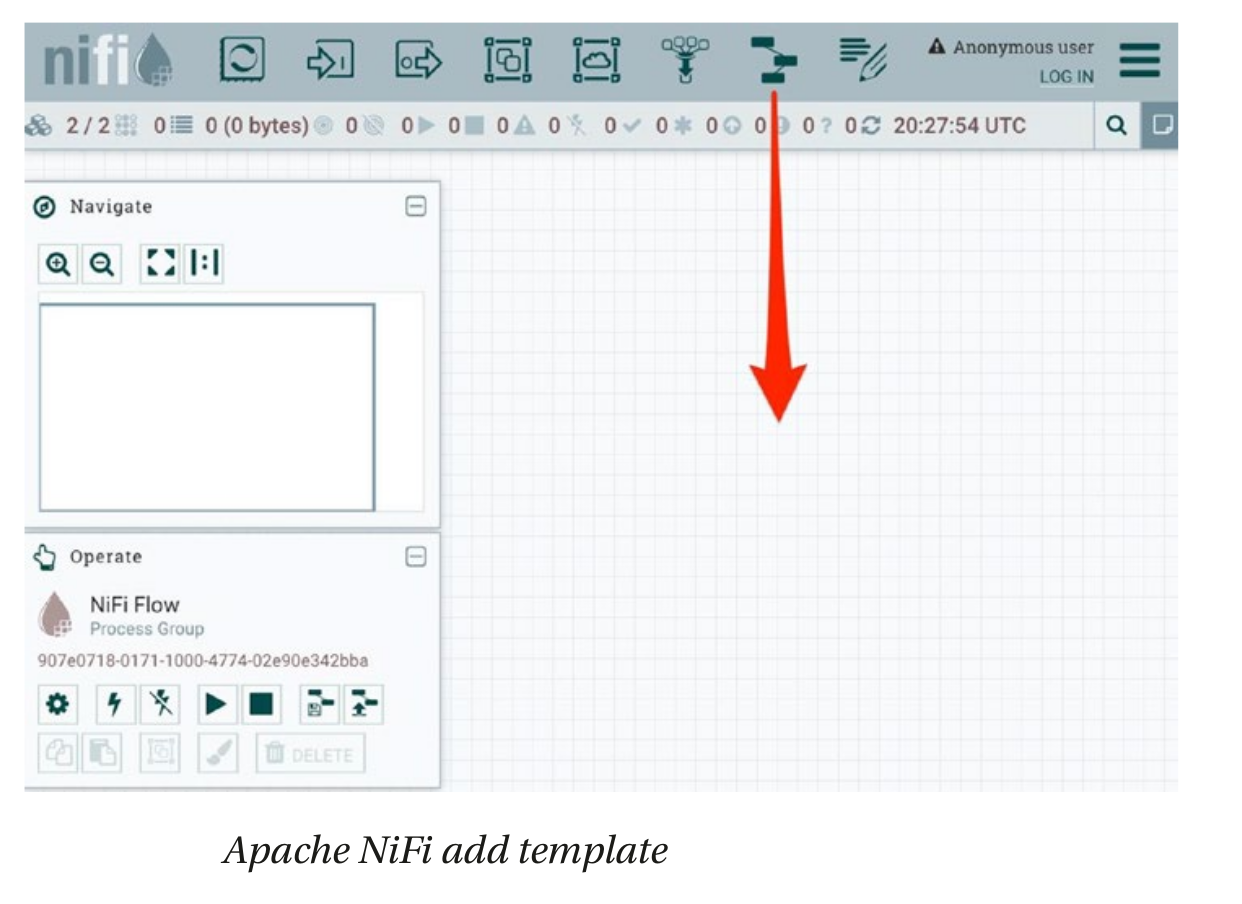 nifi
Anonymous user
LOG IN
2 / 2 0 0 (0 bytes) 0 0 0 0 0 0 0 0 0 0 ? 0 20:27:54 UTC
Navigate
Operate
NiFi Flow
Process Group
907e0718-0171-1000-4774-02e90e342bba
DELETE
Apache NiFi add template